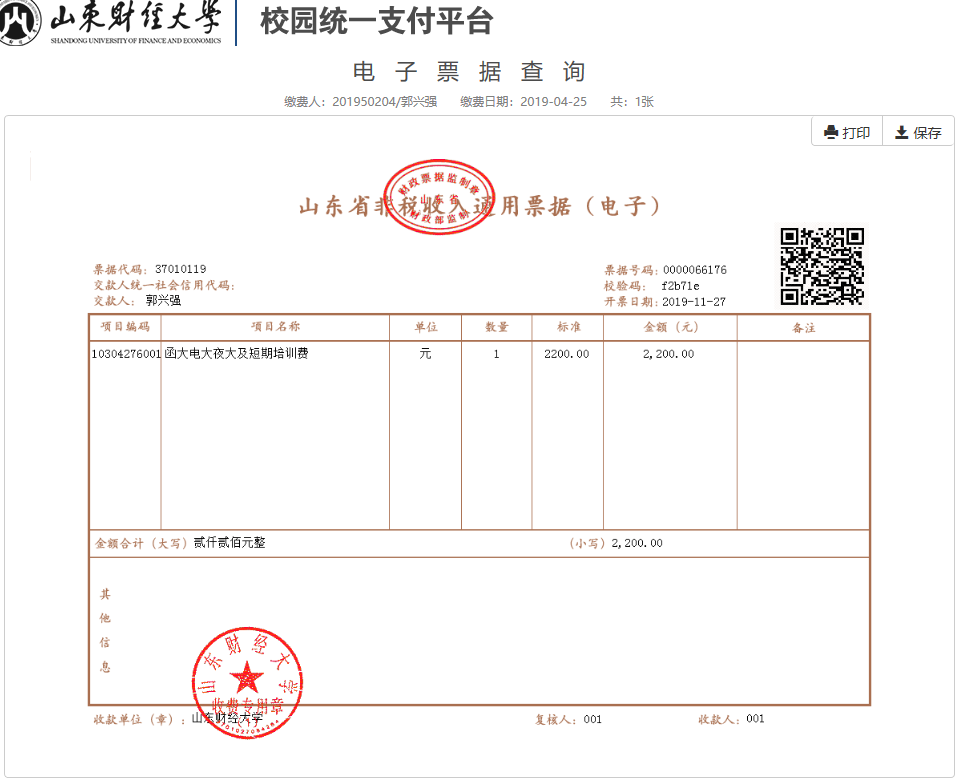 山东财经大学 校园统一支付平台
SHANDONG UNIVERSITY OF FINANCE AND ECONOMICS
电子票据查询
缴费人：201950204/郭兴强 缴费日期：2019-04-25 共：1张
打印 保存
财政票据监制章
山东省
财政部监制
山东省非税收入通用票据（电子）
票据代码：37010119 票据号码：0000066176
交款人统一社会信用代码： 校验码：f2b71e
交款人：郭兴强 开票日期：2019-11-27
项目编码 项目名称 单位 数量 标准 金额（元） 备注
10304276001 函大电大夜大及短期培训费 元 1 2200.00 2,200.00
金额合计（大写）贰仟贰佰元整 （小写）2,200.00
其他信息
山东财经大学
收费专用章
收款单位（章）：山东财经大学 复核人：001 收款人：001